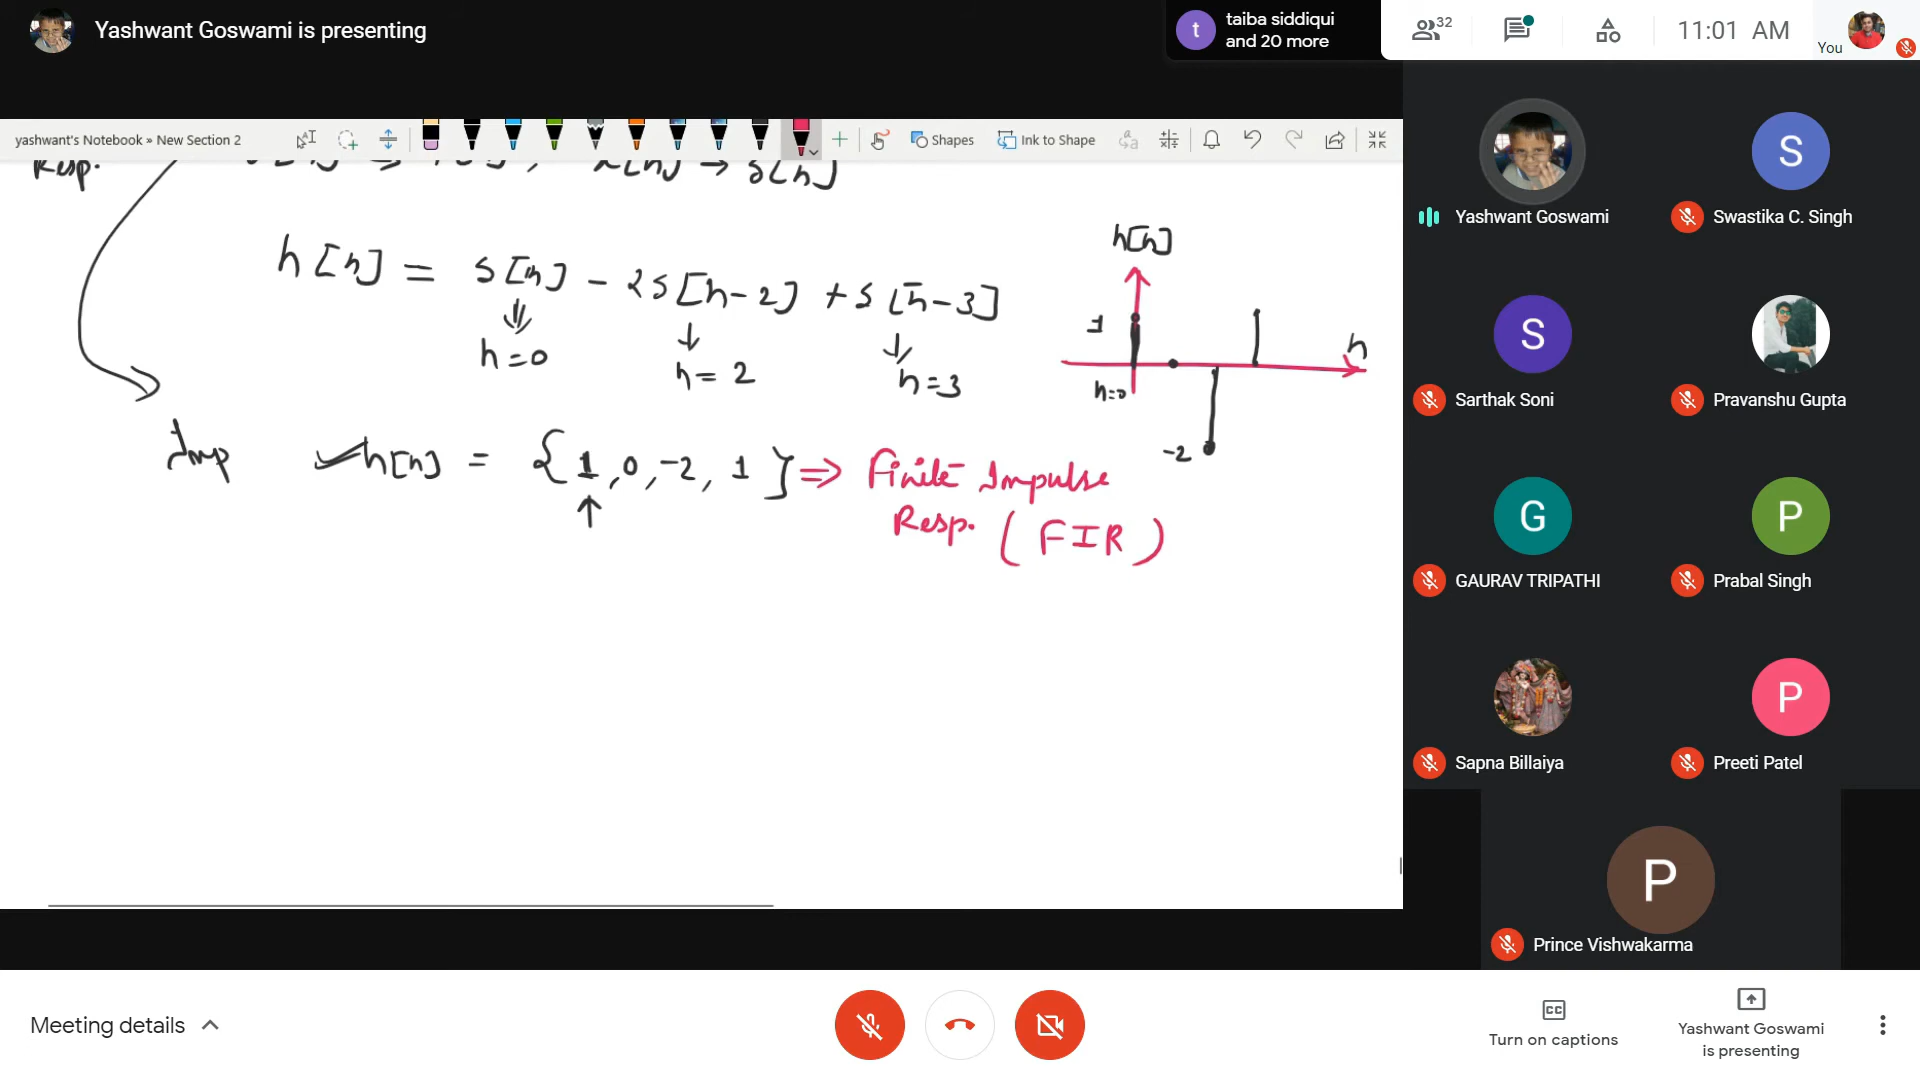 Yashwant Goswami is presenting
taiba siddiqui
and 20 more
32
11:01 AM
You
yashwant's Notebook » New Section 2
Shapes
Ink to Shape
Resp.
x[n] → δ[n]
h[n] = δ[n] - 2δ[n-2] + δ[n-3]
n=0
n=2
n=3
h[n]
1
n
n=0
-2
Imp
h[n] = {1, 0, -2, 1} ⇒ Finite Impulse
↑
Resp. (FIR)
Yashwant Goswami
S
Swastika C. Singh
S
Sarthak Soni
Pravanshu Gupta
G
GAURAV TRIPATHI
P
Prabal Singh
Sapna Billaiya
P
Preeti Patel
P
Prince Vishwakarma
Meeting details
CC
Turn on captions
Yashwant Goswami
is presenting
t